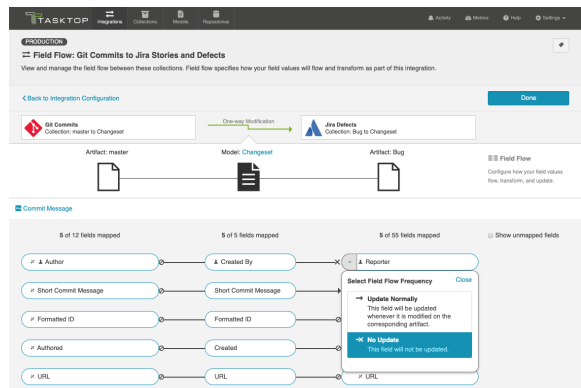 TASKTOP
Integrations
Collections
Models
Repositories
Activity
Metrics
Help
Settings
PRODUCTION
Field Flow: Git Commits to Jira Stories and Defects
View and manage the field flow between these collections. Field flow specifies how your field values will flow and transform as part of this integration.
Back to Integration Configuration
Done
Git Commits
Collection: master to Changeset
One-way Modification
Jira Defects
Collection: Bug to Changeset
Artifact: master
Model: Changeset
Artifact: Bug
Field Flow
Configure how your field values
flow, transform, and update.
Commit Message
5 of 12 fields mapped
5 of 5 fields mapped
5 of 55 fields mapped
Show unmapped fields
Author
Created By
Reporter
Select Field Flow Frequency
Close
Update Normally
This field will be updated
whenever it is modified on the
corresponding artifact.
No Update
This field will not be updated.
Short Commit Message
Short Commit Message
Formatted ID
Formatted ID
Authored
Created
URL
URL
URL